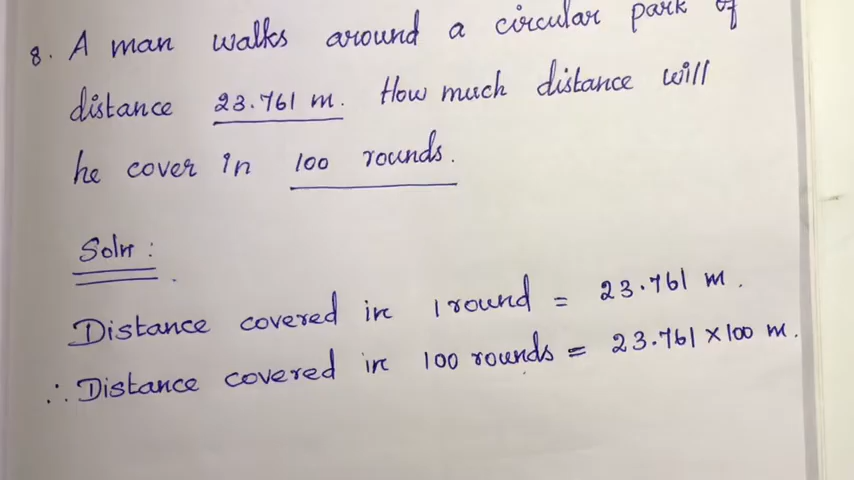 8. A man walks around a circular park of
distance 23.761 m. How much distance will
he cover in 100 rounds.
Soln :
Distance covered in 1 round = 23.761 m.
∴ Distance covered in 100 rounds = 23.761 × 100 m.